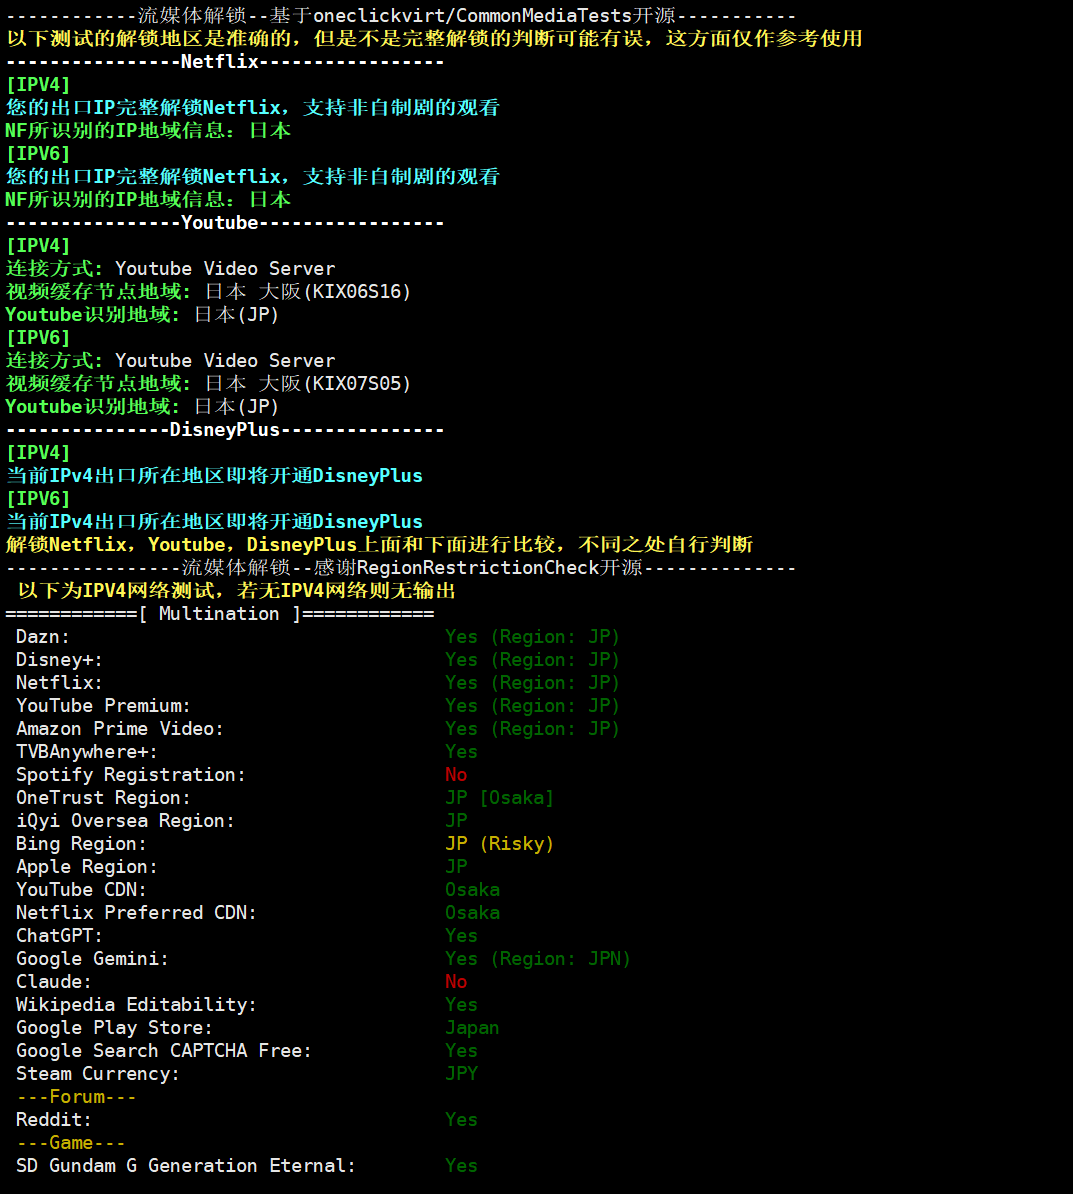 ------------流媒体解锁--基于oneclickvirt/CommonMediaTests开源-----------
以下测试的解锁地区是准确的，但是不是完整解锁的判断可能有误，这方面仅作参考使用
----------------Netflix-----------------
[IPV4]
您的出口IP完整解锁Netflix，支持非自制剧的观看
NF所识别的IP地域信息：日本
[IPV6]
您的出口IP完整解锁Netflix，支持非自制剧的观看
NF所识别的IP地域信息：日本
----------------Youtube-----------------
[IPV4]
连接方式: Youtube Video Server
视频缓存节点地域: 日本 大阪(KIX06S16)
Youtube识别地域: 日本(JP)
[IPV6]
连接方式: Youtube Video Server
视频缓存节点地域: 日本 大阪(KIX07S05)
Youtube识别地域: 日本(JP)
---------------DisneyPlus---------------
[IPV4]
当前IPv4出口所在地区即将开通DisneyPlus
[IPV6]
当前IPv4出口所在地区即将开通DisneyPlus
解锁Netflix，Youtube，DisneyPlus上面和下面进行比较，不同之处自行判断
----------------流媒体解锁--感谢RegionRestrictionCheck开源--------------
以下为IPV4网络测试，若无IPV4网络则无输出
============[ Multination ]============
Dazn: Yes (Region: JP)
Disney+: Yes (Region: JP)
Netflix: Yes (Region: JP)
YouTube Premium: Yes (Region: JP)
Amazon Prime Video: Yes (Region: JP)
TVBAnywhere+: Yes
Spotify Registration: No
OneTrust Region: JP [Osaka]
iQyi Oversea Region: JP
Bing Region: JP (Risky)
Apple Region: JP
YouTube CDN: Osaka
Netflix Preferred CDN: Osaka
ChatGPT: Yes
Google Gemini: Yes (Region: JPN)
Claude: No
Wikipedia Editability: Yes
Google Play Store: Japan
Google Search CAPTCHA Free: Yes
Steam Currency: JPY
---Forum---
Reddit: Yes
---Game---
SD Gundam G Generation Eternal: Yes